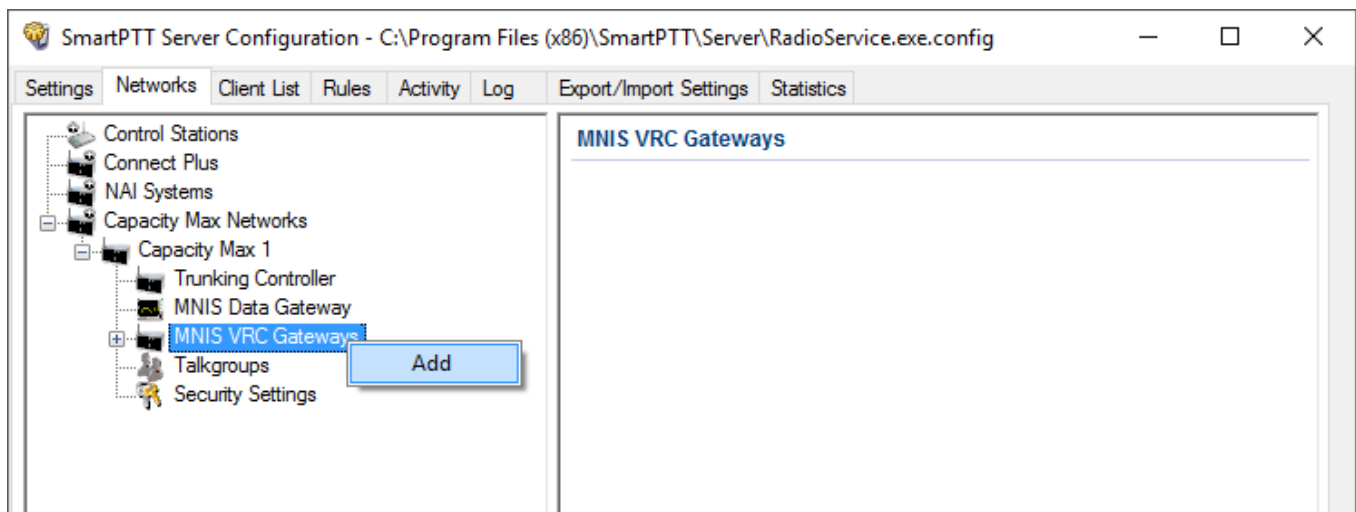 SmartPTT Server Configuration - C:\Program Files (x86)\SmartPTT\Server\RadioService.exe.config
Settings Networks Client List Rules Activity Log Export/Import Settings Statistics
Control Stations
Connect Plus
NAI Systems
Capacity Max Networks
Capacity Max 1
Trunking Controller
MNIS Data Gateway
MNIS VRC Gateways
Talkgroups
Security Settings
Add
MNIS VRC Gateways